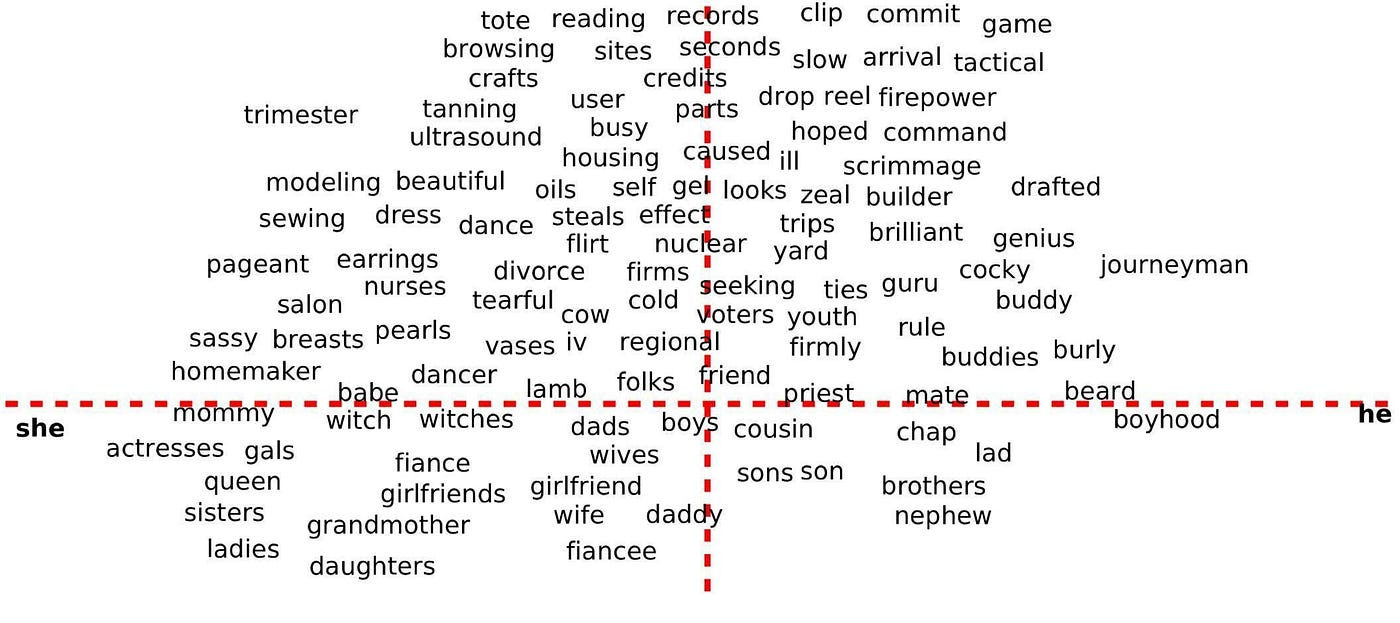 tote reading records clip commit game
browsing sites seconds slow arrival tactical
crafts credits
trimester tanning user parts drop reel firepower
ultrasound busy hoped command
housing caused ill scrimmage
modeling beautiful oils self gel looks zeal builder drafted
sewing dress dance steals effect trips brilliant genius
flirt nuclear yard
pageant earrings divorce firms seeking ties guru cocky journeyman
salon nurses tearful cow cold voters youth rule buddy
sassy breasts pearls vases iv regional firmly buddies burly
homemaker babe dancer lamb folks friend priest mate beard
mommy witch witches dads boys cousin chap boyhood he
she
actresses gals fiance wives lad
queen girlfriends girlfriend sons son brothers
sisters grandmother wife daddy nephew
ladies daughters fiancee